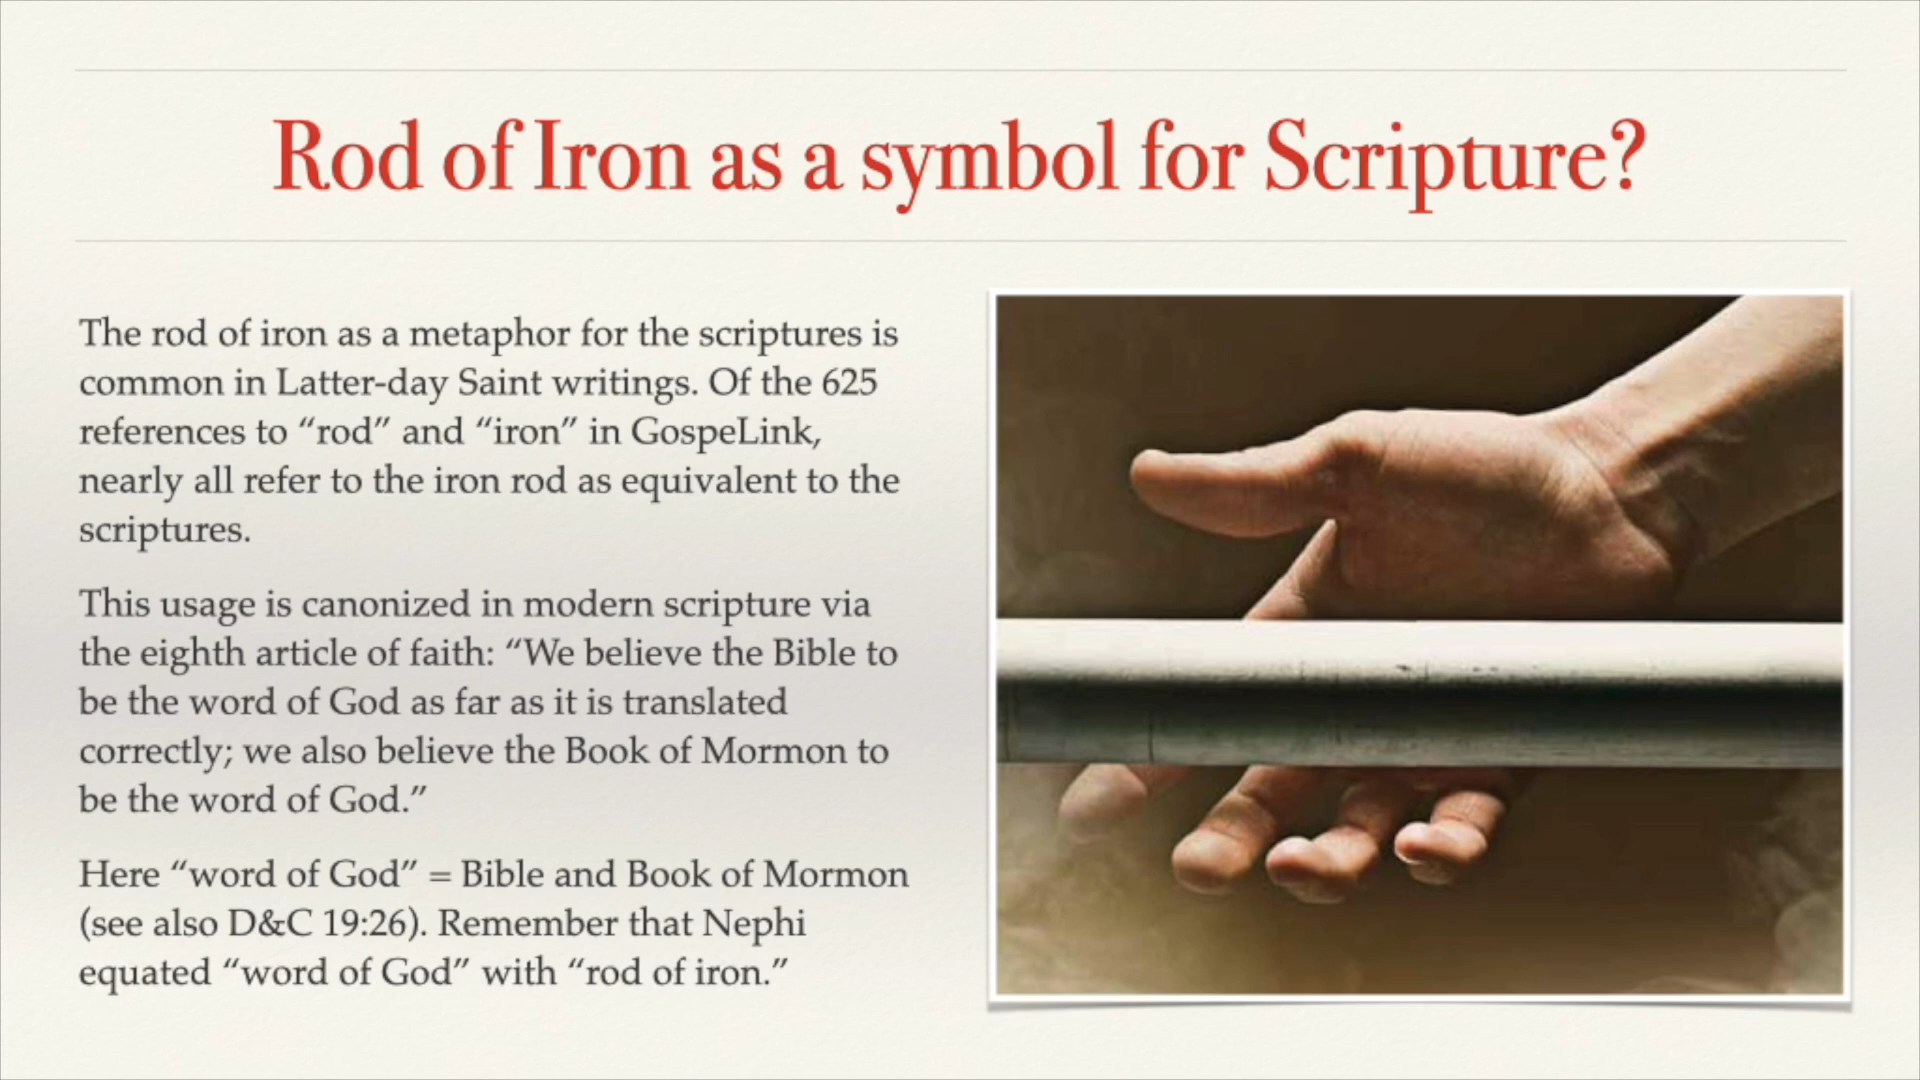 Rod of Iron as a symbol for Scripture?
The rod of iron as a metaphor for the scriptures is
common in Latter-day Saint writings. Of the 625
references to “rod” and “iron” in GospeLink,
nearly all refer to the iron rod as equivalent to the
scriptures.
This usage is canonized in modern scripture via
the eighth article of faith: “We believe the Bible to
be the word of God as far as it is translated
correctly; we also believe the Book of Mormon to
be the word of God.”
Here “word of God” = Bible and Book of Mormon
(see also D&C 19:26). Remember that Nephi
equated “word of God” with “rod of iron.”